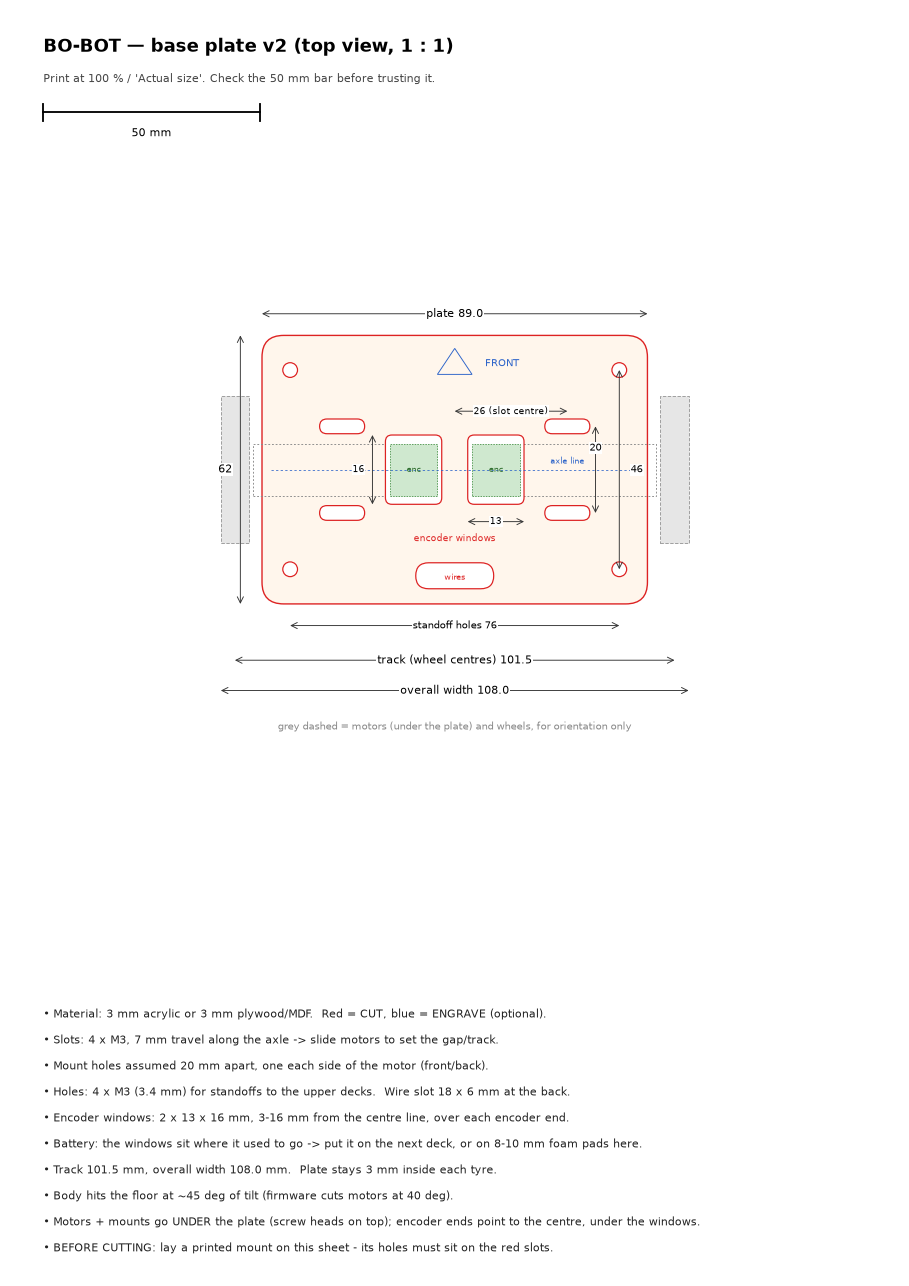 BO-BOT — base plate v2 (top view, 1 : 1)
Print at 100 % / 'Actual size'. Check the 50 mm bar before trusting it.
50 mm
plate 89.0
FRONT
26 (slot centre)
20
axle line
62
16
enc
enc
46
13
encoder windows
wires
standoff holes 76
track (wheel centres) 101.5
overall width 108.0
grey dashed = motors (under the plate) and wheels, for orientation only
• Material: 3 mm acrylic or 3 mm plywood/MDF.  Red = CUT, blue = ENGRAVE (optional).
• Slots: 4 x M3, 7 mm travel along the axle -> slide motors to set the gap/track.
• Mount holes assumed 20 mm apart, one each side of the motor (front/back).
• Holes: 4 x M3 (3.4 mm) for standoffs to the upper decks.  Wire slot 18 x 6 mm at the back.
• Encoder windows: 2 x 13 x 16 mm, 3-16 mm from the centre line, over each encoder end.
• Battery: the windows sit where it used to go -> put it on the next deck, or on 8-10 mm foam pads here.
• Track 101.5 mm, overall width 108.0 mm.  Plate stays 3 mm inside each tyre.
• Body hits the floor at ~45 deg of tilt (firmware cuts motors at 40 deg).
• Motors + mounts go UNDER the plate (screw heads on top); encoder ends point to the centre, under the windows.
• BEFORE CUTTING: lay a printed mount on this sheet - its holes must sit on the red slots.